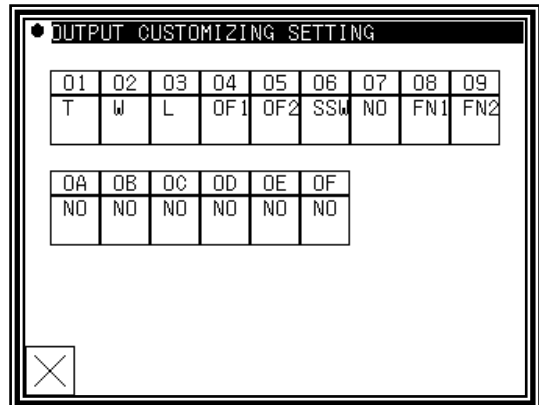 OUTPUT CUSTOMIZING SETTING
01 02 03 04 05 06 07 08 09
T W L OF1 OF2 SSW NO FN1 FN2
0A 0B 0C 0D 0E 0F
NO NO NO NO NO NO